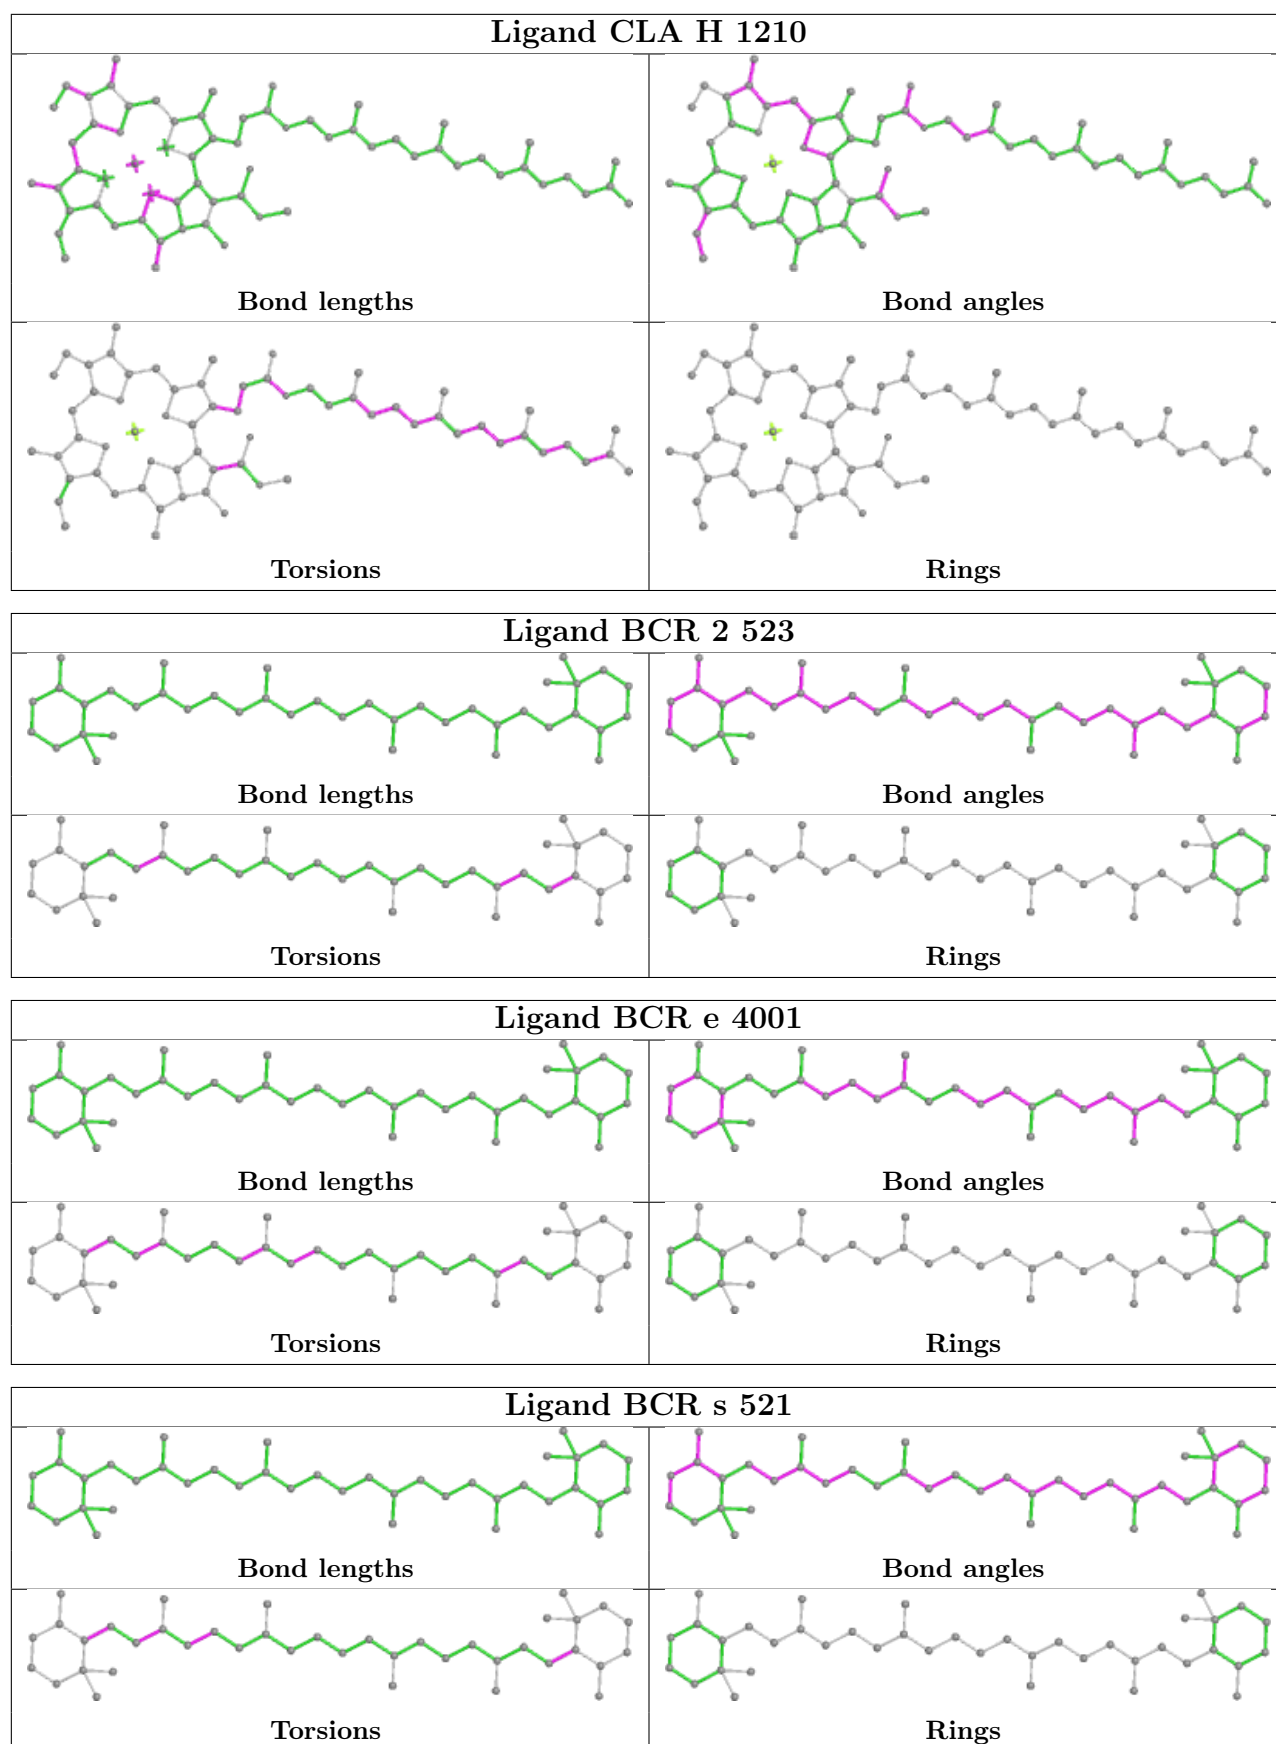 Ligand CLA H 1210
Bond lengths
Bond angles
Torsions
Rings
Ligand BCR 2 523
Bond lengths
Bond angles
Torsions
Rings
Ligand BCR e 4001
Bond lengths
Bond angles
Torsions
Rings
Ligand BCR s 521
Bond lengths
Bond angles
Torsions
Rings